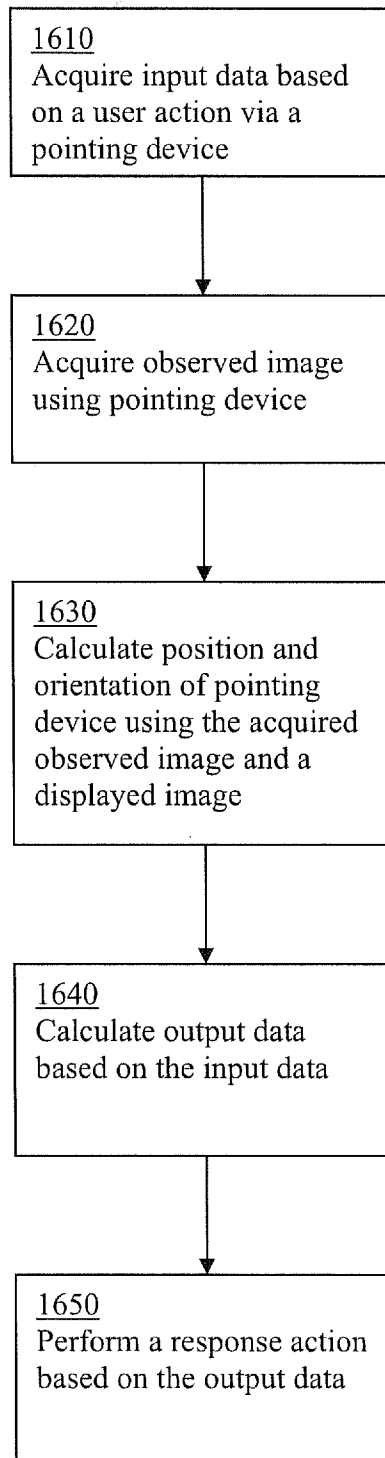 1610
Acquire input data based
on a user action via a
pointing device
1620
Acquire observed image
using pointing device
1630
Calculate position and
orientation of pointing
device using the acquired
observed image and a
displayed image
1640
Calculate output data
based on the input data
1650
Perform a response action
based on the output data